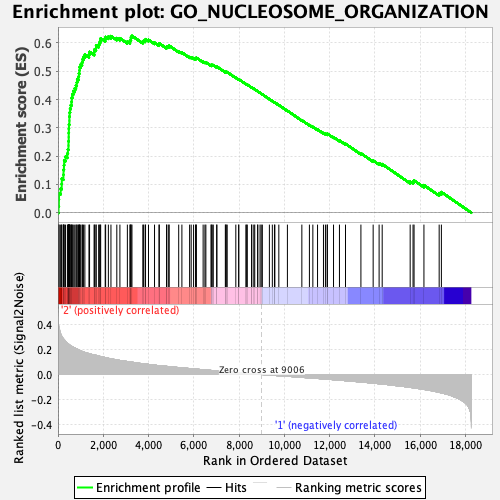 Enrichment plot: GO_NUCLEOSOME_ORGANIZATION
Enrichment score (ES)
0.6
0.5
0.4
0.3
0.2
0.1
0.0
'2' (positively correlated)
Ranked list metric (Signal2Noise)
0.4
0.2
0.0
-0.2
-0.4
Zero cross at 9006
'1' (negatively correlated)
0 2,000 4,000 6,000 8,000 10,000 12,000 14,000 16,000 18,000
Rank in Ordered Dataset
Enrichment profile Hits Ranking metric scores